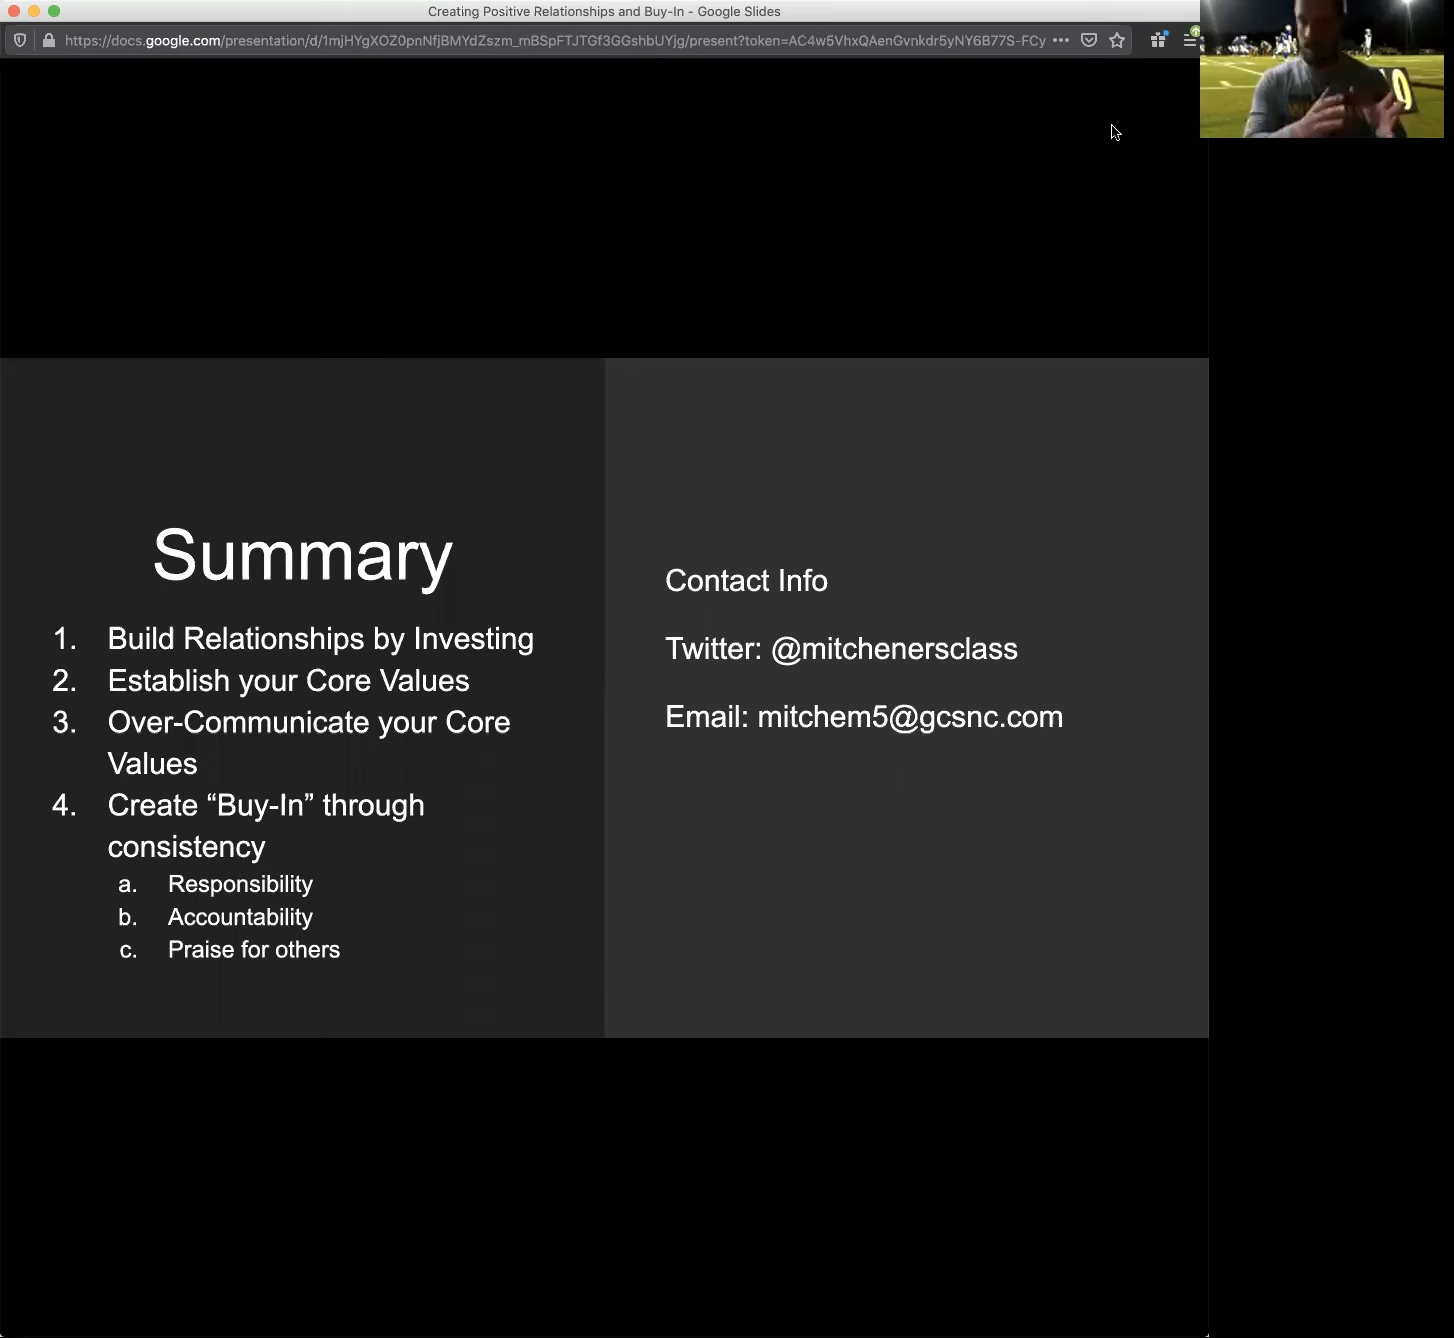 Creating Positive Relationships and Buy-In - Google Slides
https://docs.google.com/presentation/d/1mjHYgXOZ0pnNfjBMYdZszm_mBSpFTJTGf3GGshbUYjg/present?token=AC4w5VhxQAenGvnkdr5yNY6B77S-FCy
Summary
1. Build Relationships by Investing
2. Establish your Core Values
3. Over-Communicate your Core
Values
4. Create “Buy-In” through
consistency
a. Responsibility
b. Accountability
c. Praise for others
Contact Info
Twitter: @mitchenersclass
Email: mitchem5@gcsnc.com